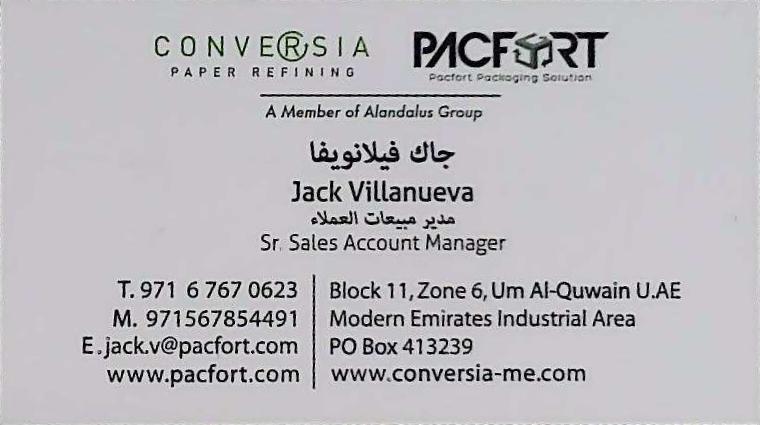 CONVERSIA
PAPER REFINING
PACFORT
Pacfort Packaging Solution
A Member of Alandalus Group
جاك فيلانويفا
Jack Villanueva
مدير مبيعات العملاء
Sr. Sales Account Manager
T. 971 6 767 0623
M. 971567854491
E.jack.v@pacfort.com
www.pacfort.com
Block 11, Zone 6, Um Al-Quwain U.AE
Modern Emirates Industrial Area
PO Box 413239
www.conversia-me.com